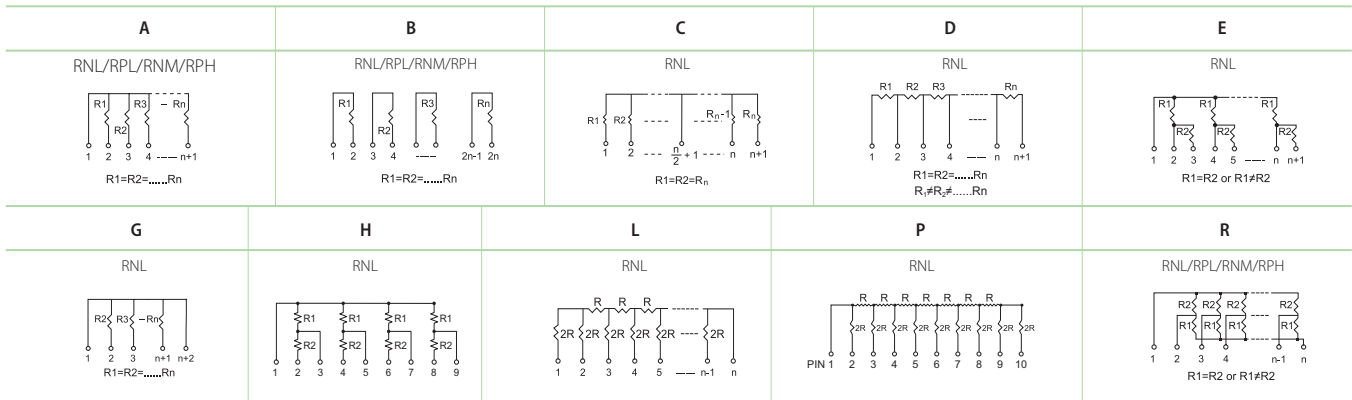 A B C D E
RNL/RPL/RNM/RPH RNL/RPL/RNM/RPH RNL RNL RNL
R1 R3 – Rn
R2
1 2 3 4 n+1
R1=R2=......Rn
R1 R3 Rn
R2
1 2 3 4 2n-1 2n
R1 R2 Rn-1 Rn
1 2 n/2 + 1 n n+1
R1=R2=Rn
R1 R2 R3 Rn
1 2 3 4 n n+1
R1=R2=......Rn
R1≠R2≠......Rn
R1 R1 R1
R2 R2 R2
1 2 3 4 5 n n+1
R1=R2 or R1≠R2
G H L P R
RNL RNL RNL RNL RNL/RPL/RNM/RPH
R2 R3 –Rn
1 2 3 n+1 n+2
R1=R2=......Rn
R1 R1 R1 R1
R2 R2 R2 R2
1 2 3 4 5 6 7 8 9
R R R
2R 2R 2R 2R 2R 2R
1 2 3 4 5 n-1 n
R R R R R R R
2R 2R 2R 2R 2R 2R 2R 2R 2R
PIN 1 2 3 4 5 6 7 8 9 10
R2 R2 R2 R2
R1 R1 R1 R1
1 2 3 4 n-1 n
R1=R2 or R1≠R2